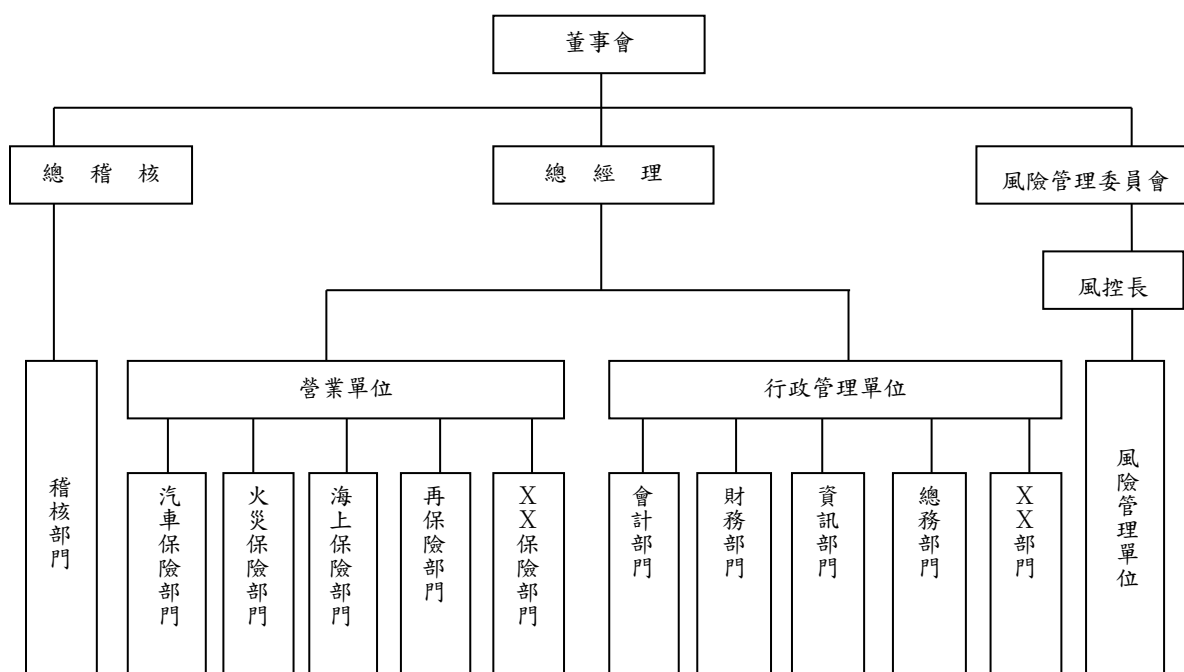 董事會
總 稽 核
總 經 理
風險管理委員會
風控長
營業單位
行政管理單位
稽核部門
汽車保險部門
火災保險部門
海上保險部門
再保險部門
XX保險部門
會計部門
財務部門
資訊部門
總務部門
XX部門
風險管理單位